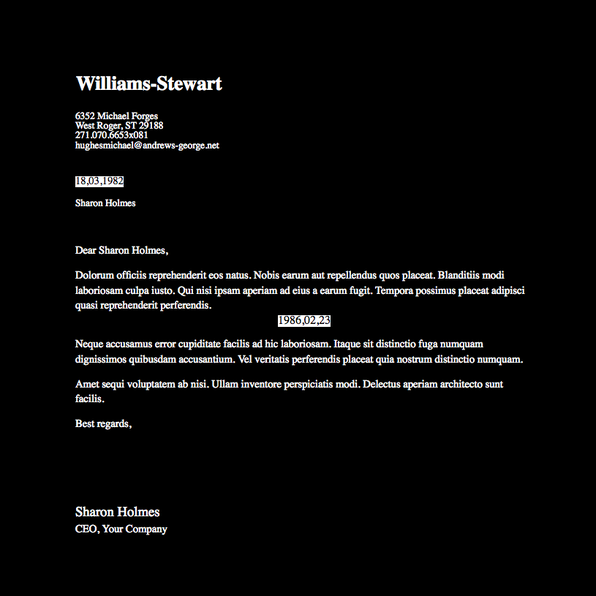 Williams-Stewart
6352 Michael Forges
West Roger, ST 29188
271.070.6653x081
hughesmichael@andrews-george.net
18,03,1982
Sharon Holmes
Dear Sharon Holmes,
Dolorum officiis reprehenderit eos natus. Nobis earum aut repellendus quos placeat. Blanditiis modi
laboriosam culpa iusto. Qui nisi ipsam aperiam ad eius a earum fugit. Tempora possimus placeat adipisci
quasi reprehenderit perferendis.
1986,02,23
Neque accusamus error cupiditate facilis ad hic laboriosam. Itaque sit distinctio fuga numquam
dignissimos quibusdam accusantium. Vel veritatis perferendis placeat quia nostrum distinctio numquam.
Amet sequi voluptatem ab nisi. Ullam inventore perspiciatis modi. Delectus aperiam architecto sunt
facilis.
Best regards,
Sharon Holmes
CEO, Your Company